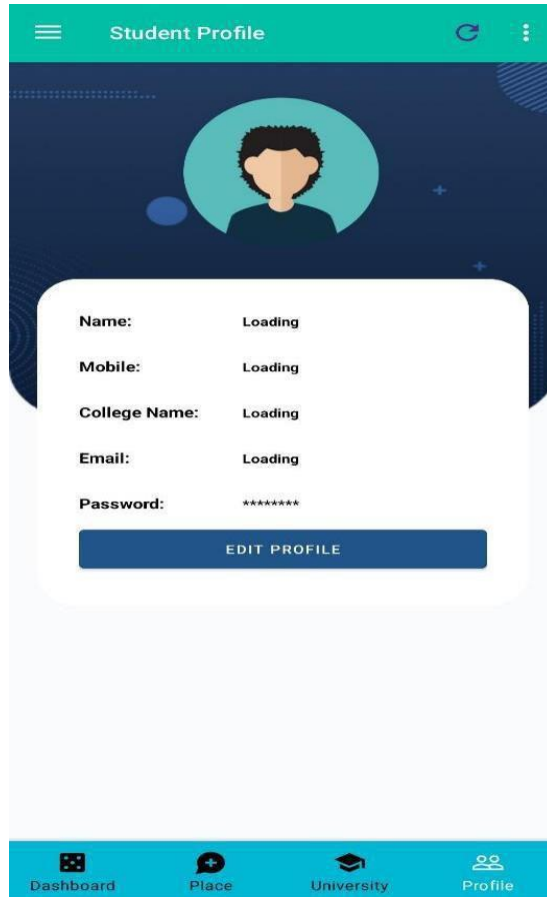 Student Profile
Name: Loading
Mobile: Loading
College Name: Loading
Email: Loading
Password: ********
EDIT PROFILE
Dashboard Place University Profile